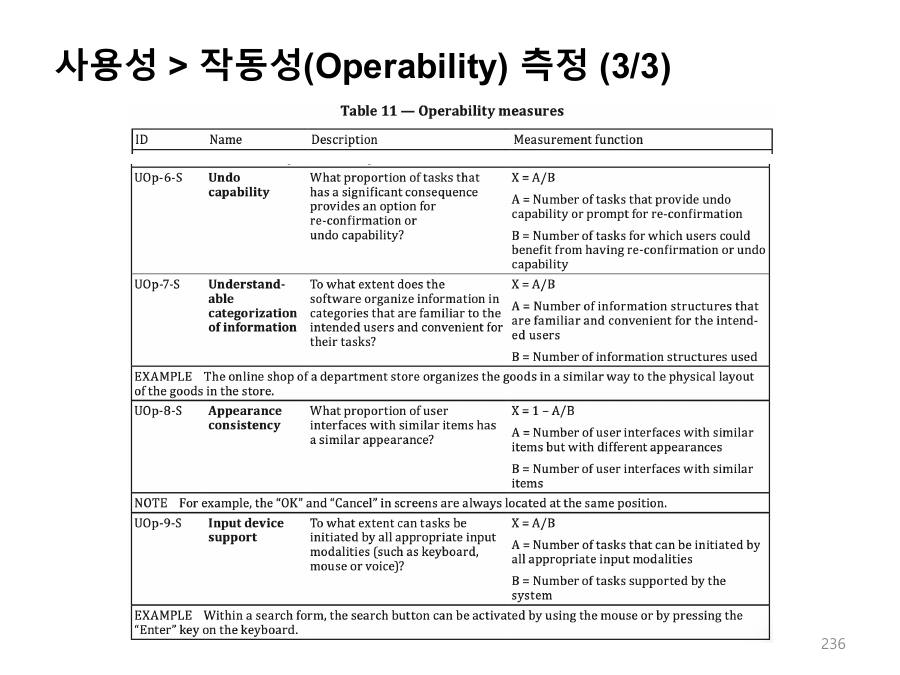 사용성 > 작동성(Operability) 측정 (3/3)
Table 11 — Operability measures
ID Name Description Measurement function
UOp-6-S Undo capability What proportion of tasks that has a significant consequence provides an option for re-confirmation or undo capability? X = A/B
A = Number of tasks that provide undo capability or prompt for re-confirmation
B = Number of tasks for which users could benefit from having re-confirmation or undo capability
UOp-7-S Understand-able categorization of information To what extent does the software organize information in categories that are familiar to the intended users and convenient for their tasks? X = A/B
A = Number of information structures that are familiar and convenient for the intend-ed users
B = Number of information structures used
EXAMPLE The online shop of a department store organizes the goods in a similar way to the physical layout
of the goods in the store.
UOp-8-S Appearance consistency What proportion of user interfaces with similar items has a similar appearance? X = 1 – A/B
A = Number of user interfaces with similar items but with different appearances
B = Number of user interfaces with similar items
NOTE For example, the “OK” and “Cancel” in screens are always located at the same position.
UOp-9-S Input device support To what extent can tasks be initiated by all appropriate input modalities (such as keyboard, mouse or voice)? X = A/B
A = Number of tasks that can be initiated by all appropriate input modalities
B = Number of tasks supported by the system
EXAMPLE Within a search form, the search button can be activated by using the mouse or by pressing the
“Enter” key on the keyboard.
236